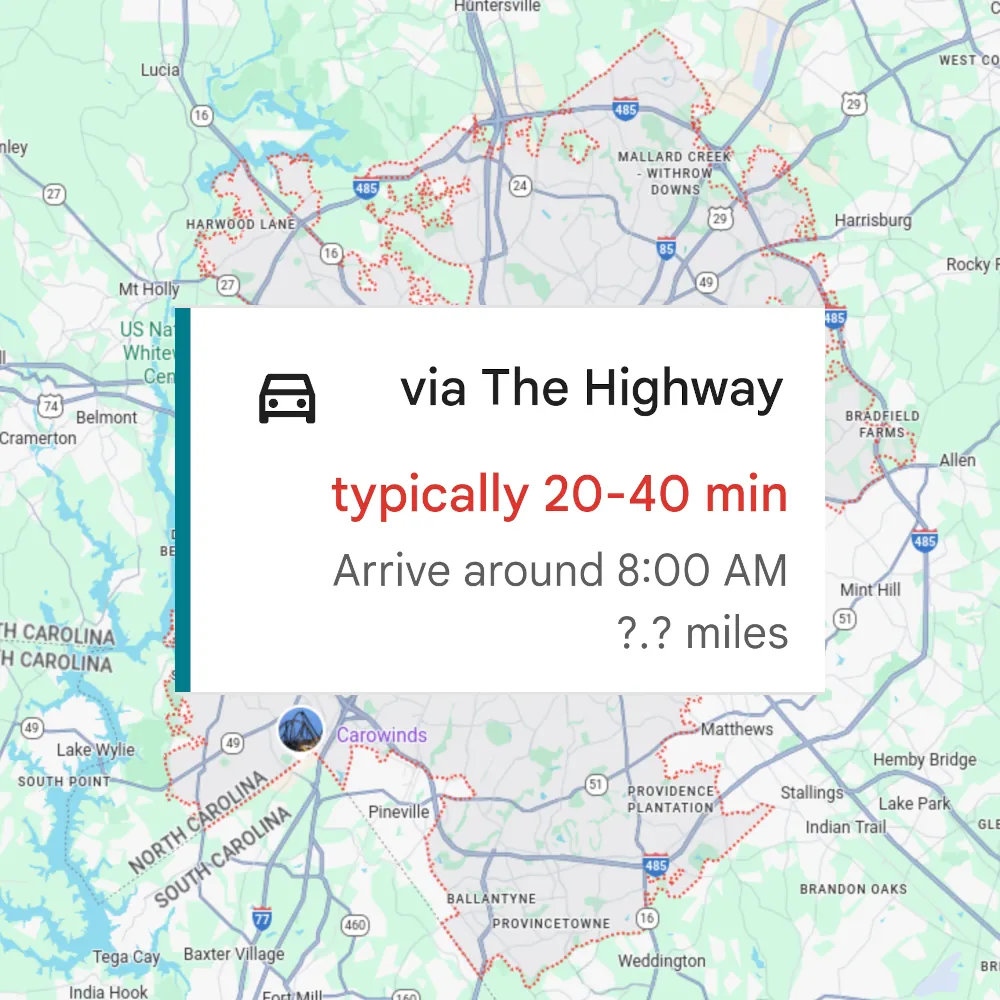 Huntersville
Lucia
WEST CO
16
485
29
nley
MALLARD CREEK
- WITHROW
DOWNS
27
485
24
HARWOOD LANE
29
Harrisburg
16
85
Rocky R
27
49
Mt Holly
US Nat
Whitew
Cen
485
via The Highway
74
Belmont
Cramerton
BRADFIELD
FARMS
Allen
typically 20-40 min
485
D
BE
Arrive around 8:00 AM
Mint Hill
51
?.? miles
TH CAROLINA
H CAROLINA
S
49
Lake Wylie
SOUTH POINT
49
Carowinds
Matthews
Hemby Bridge
NORTH CAROLINA
SOUTH CAROLINA
Pineville
51
PROVIDENCE
PLANTATION
Stallings
Lake Park
Indian Trail
GLE
485
BALLANTYNE
BRANDON OAKS
77
460
PROVINCETOWNE
16
Tega Cay
Baxter Village
Weddington
BR
India Hook
Fort Mill
160